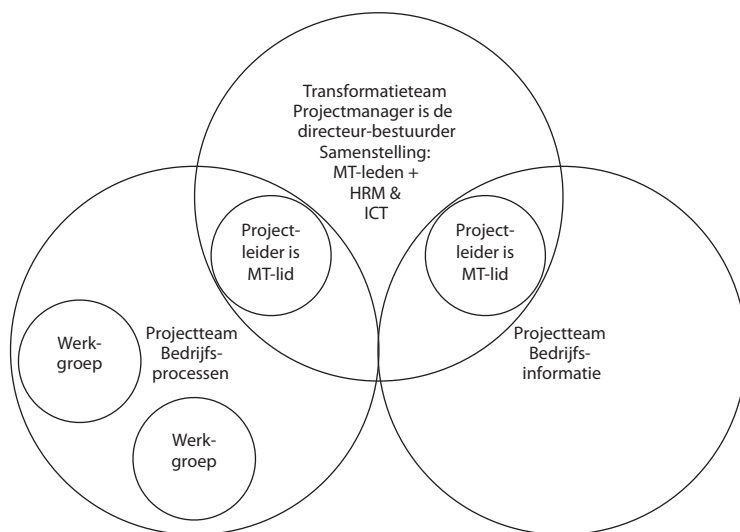 Transformatieteam
Projectmanager is de
directeur-bestuurder
Samenstelling:
MT-leden +
HRM &
ICT
Project-
leider is
MT-lid
Project-
leider is
MT-lid
Werk-
groep
Projectteam
Bedrijfs-
processen
Projectteam
Bedrijfs-
informatie
Werk-
groep